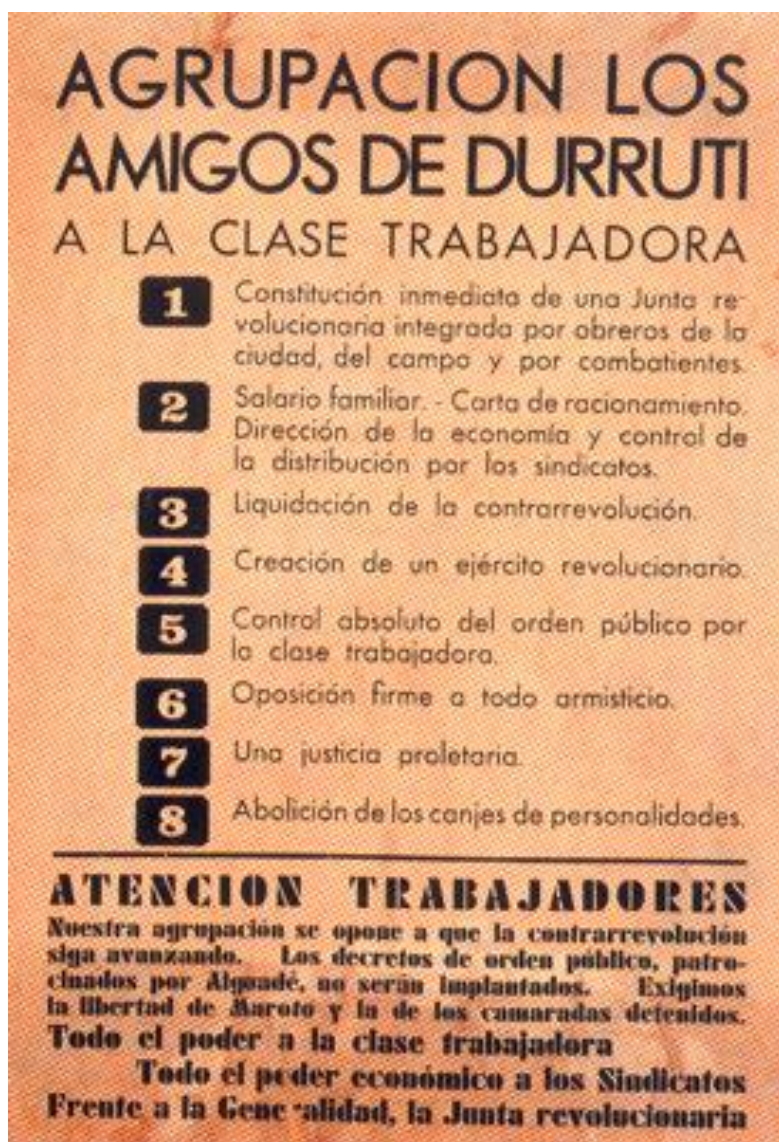 AGRUPACION LOS
AMIGOS DE DURRUTI
A LA CLASE TRABAJADORA
1 Constitución inmediata de una Junta re-
volucionaria integrada por obreros de la
ciudad, del campo y por combatientes.
2 Salario familiar. - Carta de racionamiento.
Dirección de la economía y control de
la distribución por los sindicatos.
3 Liquidación de la contrarrevolución.
4 Creación de un ejército revolucionario.
5 Control absoluto del orden público por
la clase trabajadora.
6 Oposición firme a todo armisticio.
7 Una justicia proletaria.
8 Abolición de los canjes de personalidades.
ATENCION TRABAJADORES
Nuestra agrupación se opone a que la contrarrevolución
siga avanzando. Los decretos de orden público, patro-
cinados por Aiguadé, no serán implantados. Exigimos
la libertad de Maroto y la de los camaradas detenidos.
Todo el poder a la clase trabajadora
Todo el poder económico a los Sindicatos
Frente a la Generalidad, la Junta revolucionaria